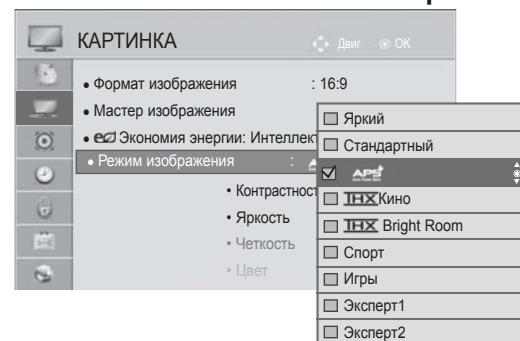 КАРТИНКА
Двиг OK
• Формат изображения : 16:9
• Мастер изображения
• Экономия энергии: Интеллект
• Режим изображения :
• Контрастност
• Яркость
• Четкость
• Цвет
Яркий
Стандартный
APS
THX Кино
THX Bright Room
Спорт
Игры
Эксперт1
Эксперт2